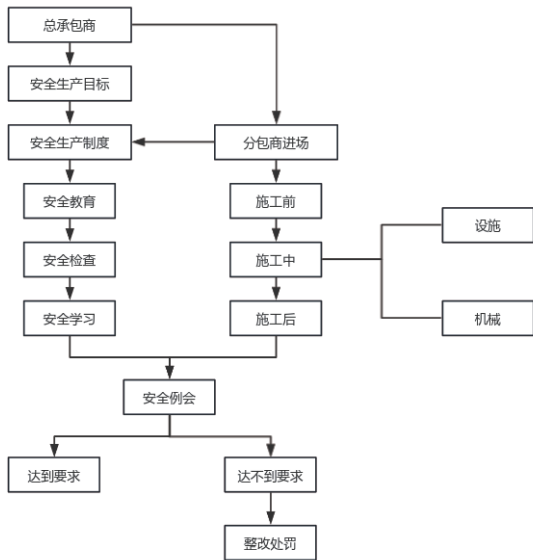 总承包商
安全生产目标
安全生产制度
分包商进场
安全教育
施工前
设施
安全检查
施工中
安全学习
施工后
机械
安全例会
达到要求
达不到要求
整改处罚